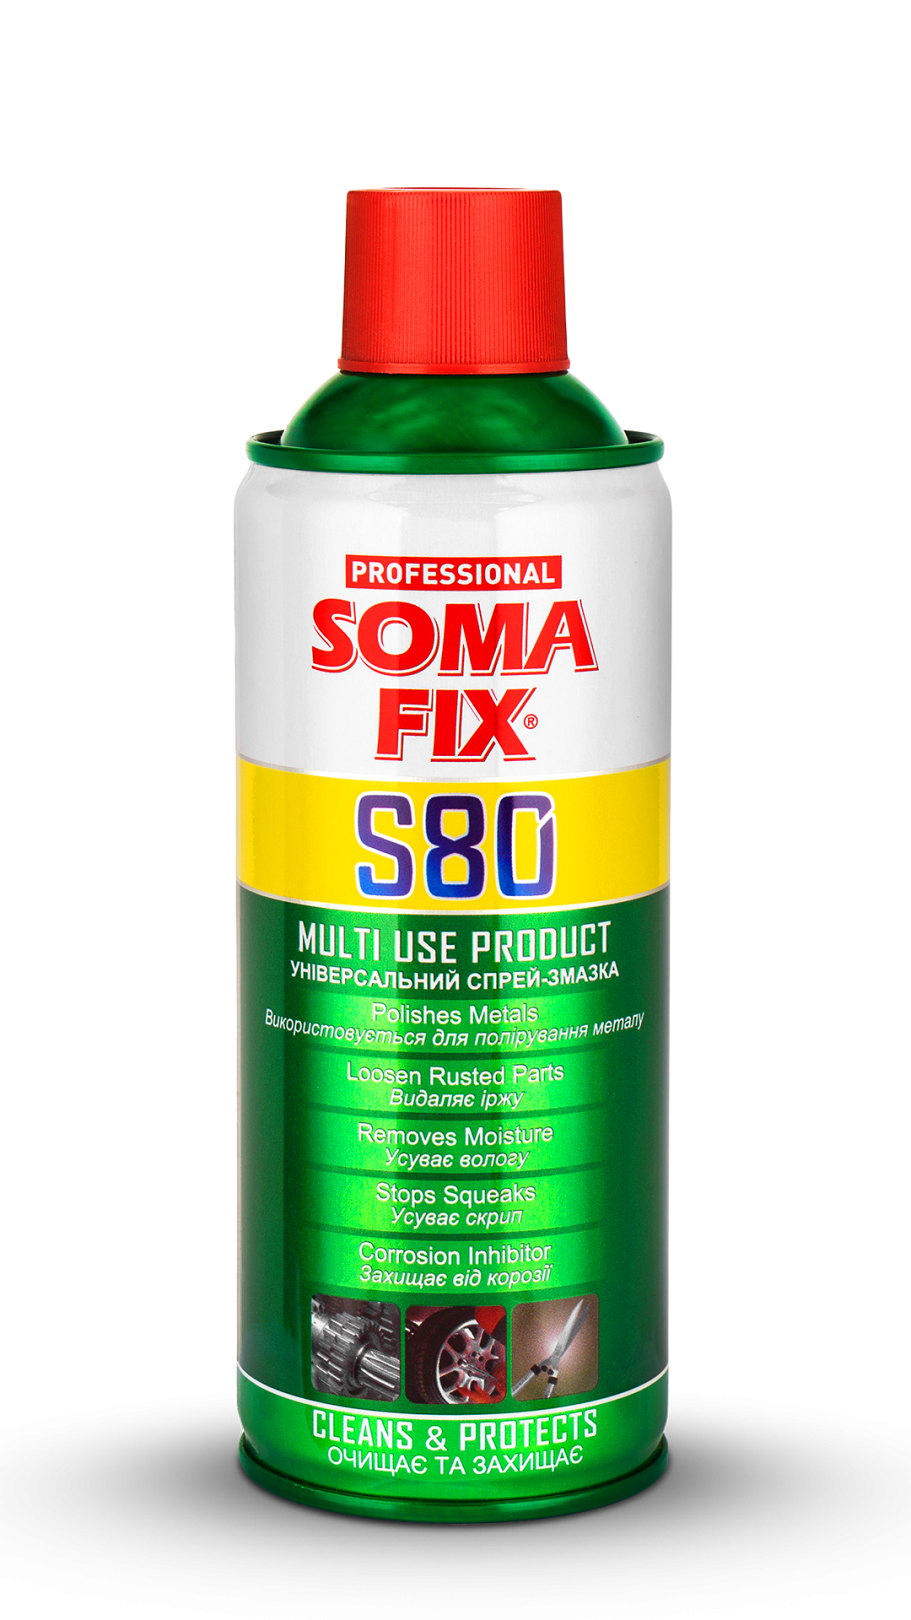 PROFESSIONAL
SOMA
FIX®
S80
MULTI USE PRODUCT
УНІВЕРСАЛЬНИЙ СПРЕЙ-ЗМАЗКА
Polishes Metals
Використовується для полірування металу
Loosen Rusted Parts
Видаляє іржу
Removes Moisture
Усуває вологу
Stops Squeaks
Усуває скрип
Corrosion Inhibitor
Захищає від корозії
CLEANS & PROTECTS
ОЧИЩАЄ ТА ЗАХИЩАЄ